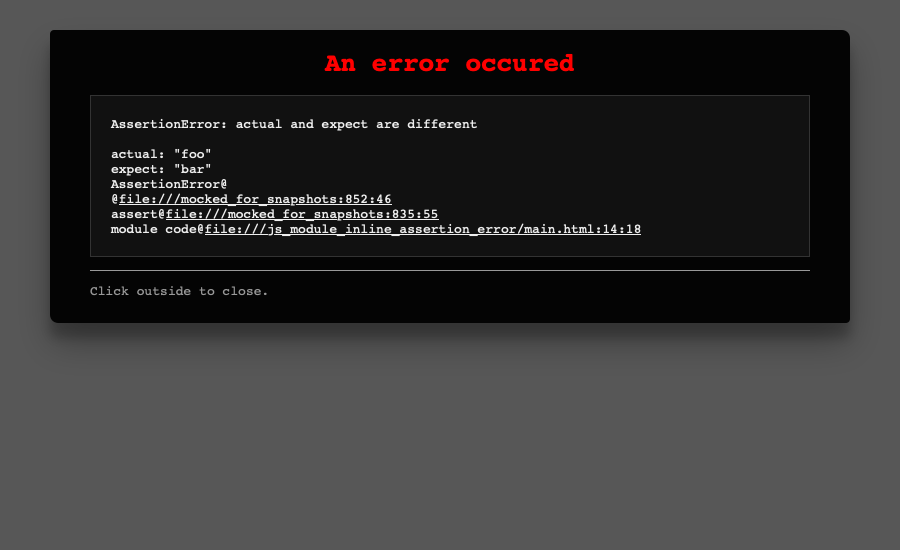 An error occured
AssertionError: actual and expect are different
actual: "foo"
expect: "bar"
AssertionError@
@file:///mocked_for_snapshots:852:46
assert@file:///mocked_for_snapshots:835:55
module code@file:///js_module_inline_assertion_error/main.html:14:18
Click outside to close.